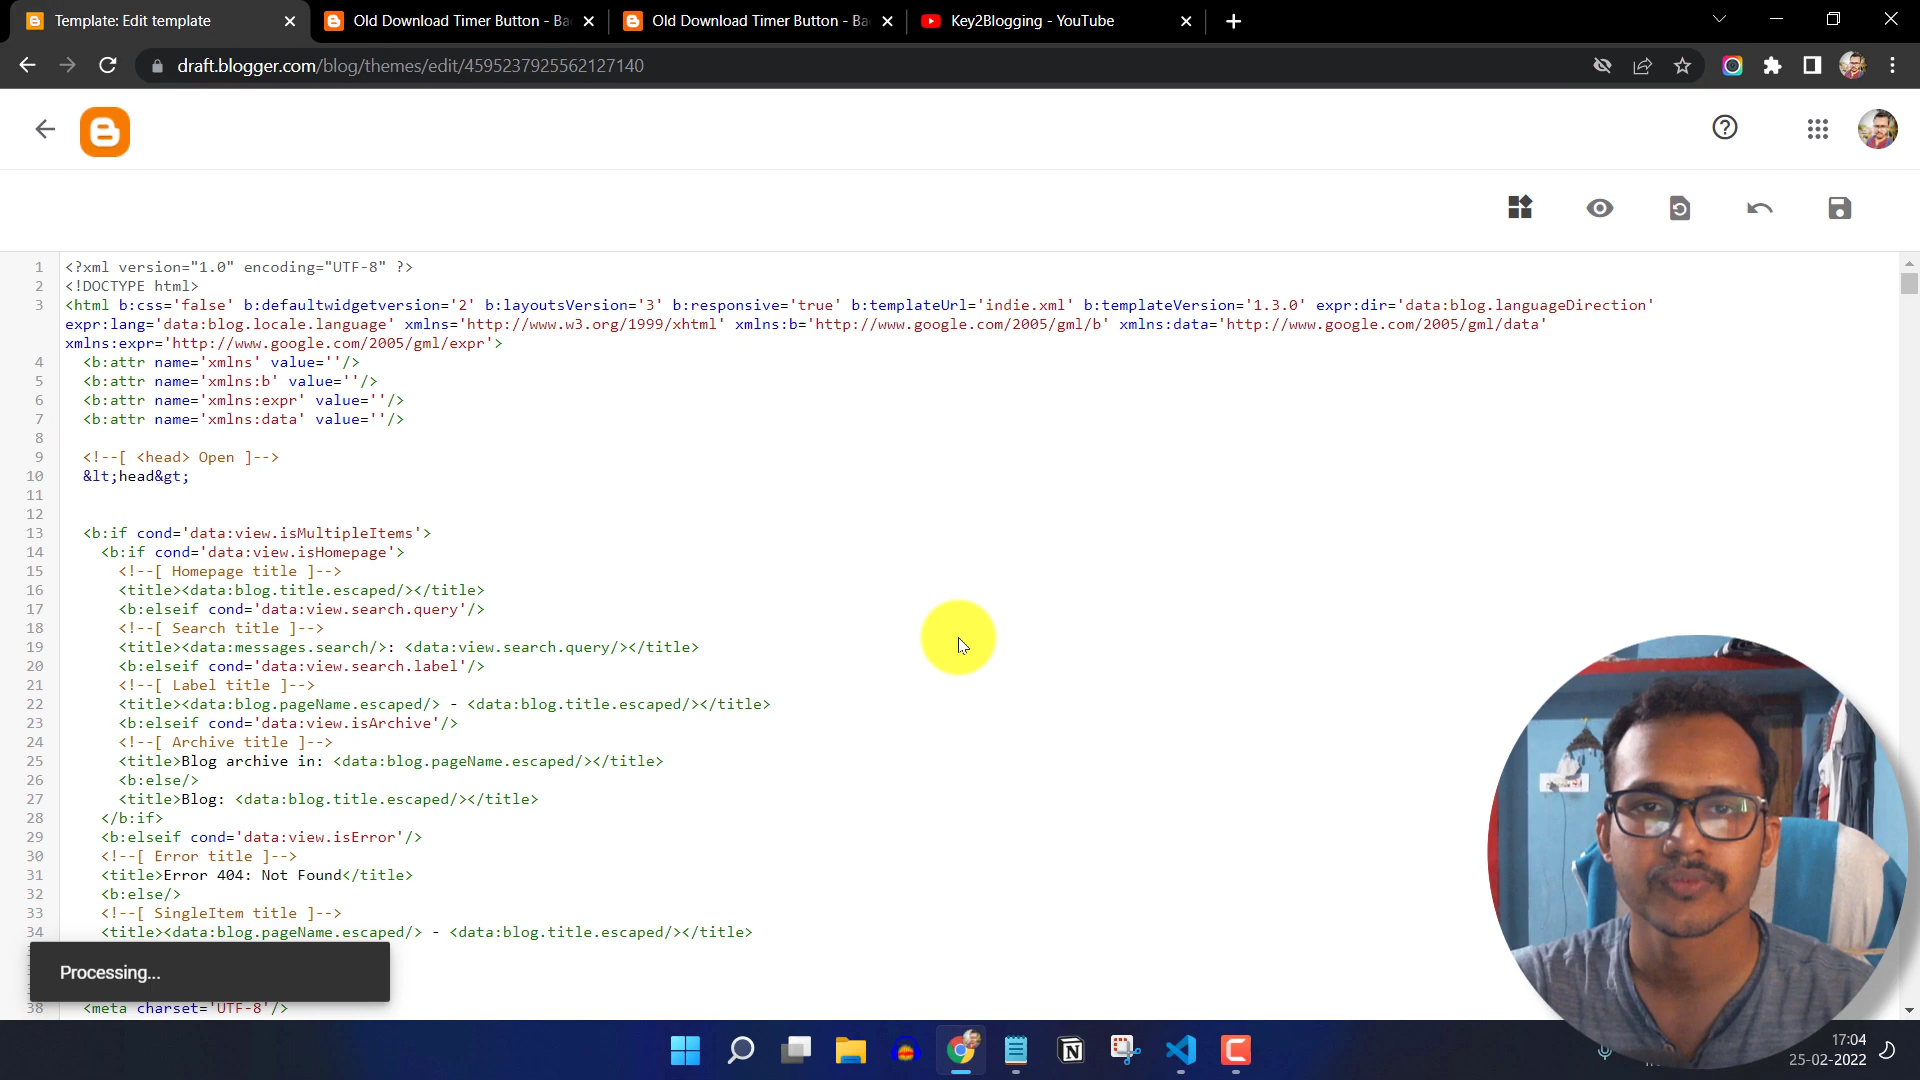 Template: Edit template
Old Download Timer Button - Ba
Old Download Timer Button - Ba
Key2Blogging - YouTube
draft.blogger.com/blog/themes/edit/4595237925562127140
1 <?xml version="1.0" encoding="UTF-8" ?>
2 <!DOCTYPE html>
3 <html b:css='false' b:defaultwidgetversion='2' b:layoutsVersion='3' b:responsive='true' b:templateUrl='indie.xml' b:templateVersion='1.3.0' expr:dir='data:blog.languageDirection'
expr:lang='data:blog.locale.language' xmlns='http://www.w3.org/1999/xhtml' xmlns:b='http://www.google.com/2005/gml/b' xmlns:data='http://www.google.com/2005/gml/data'
xmlns:expr='http://www.google.com/2005/gml/expr'>
4 <b:attr name='xmlns' value=''/>
5 <b:attr name='xmlns:b' value=''/>
6 <b:attr name='xmlns:expr' value=''/>
7 <b:attr name='xmlns:data' value=''/>
8
9 <!--[ <head> Open ]-->
10 &lt;head&gt;
11
12
13 <b:if cond='data:view.isMultipleItems'>
14 <b:if cond='data:view.isHomepage'>
15 <!--[ Homepage title ]-->
16 <title><data:blog.title.escaped/></title>
17 <b:elseif cond='data:view.search.query'/>
18 <!--[ Search title ]-->
19 <title><data:messages.search/>: <data:view.search.query/></title>
20 <b:elseif cond='data:view.search.label'/>
21 <!--[ Label title ]-->
22 <title><data:blog.pageName.escaped/> - <data:blog.title.escaped/></title>
23 <b:elseif cond='data:view.isArchive'/>
24 <!--[ Archive title ]-->
25 <title>Blog archive in: <data:blog.pageName.escaped/></title>
26 <b:else/>
27 <title>Blog: <data:blog.title.escaped/></title>
28 </b:if>
29 <b:elseif cond='data:view.isError'/>
30 <!--[ Error title ]-->
31 <title>Error 404: Not Found</title>
32 <b:else/>
33 <!--[ SingleItem title ]-->
34 <title><data:blog.pageName.escaped/> - <data:blog.title.escaped/></title>
Processing...
38 <meta charset='UTF-8'/>
17:04
25-02-2022